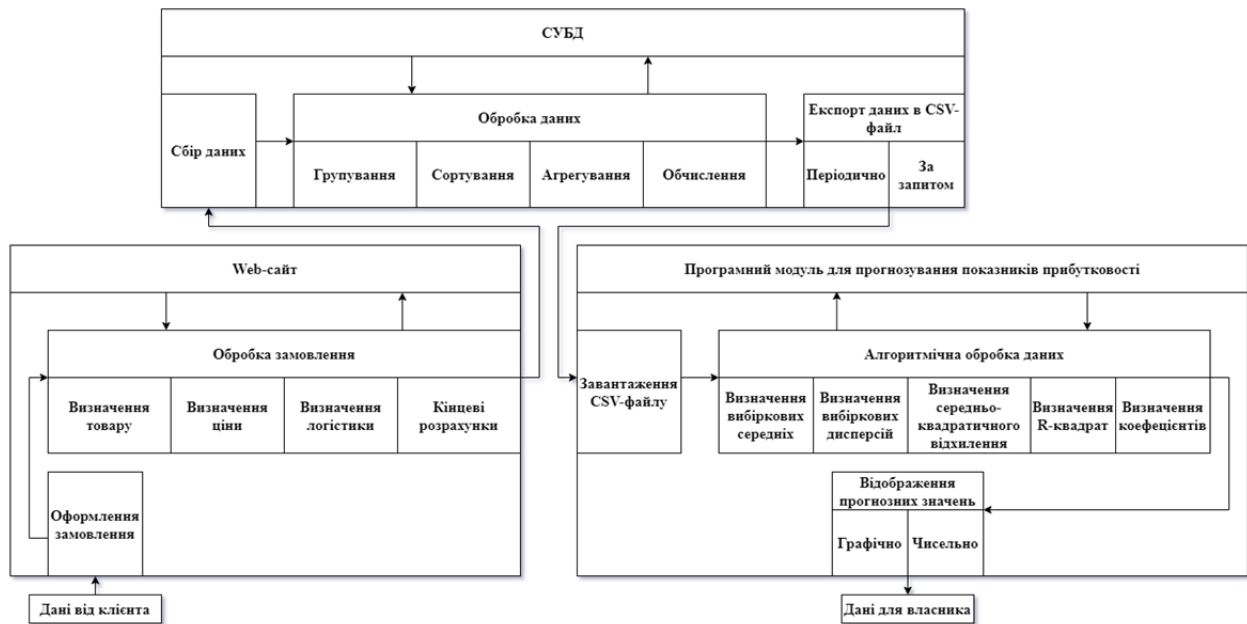 СУБД
Сбір даних
Обробка даних
Групування
Сортування
Агрегування
Обчислення
Експорт даних в CSV-
файл
Періодично
За
запитом
Web-сайт
Обробка замовлення
Визначення
товару
Визначення
ціни
Визначення
логістики
Кінцеві
розрахунки
Оформлення
замовлення
Дані від клієнта
Програмний модуль для прогнозування показників прибутковості
Завантаження
CSV-файлу
Алгоритмічна обробка даних
Визначення
вибіркових
середніх
Визначення
вибіркових
дисперсій
Визначення
середньо-
квадратичного
відхилення
Визначення
R-квадрат
Визначення
коефецієнтів
Відображення
прогнозних значень
Графічно
Чисельно
Дані для власника